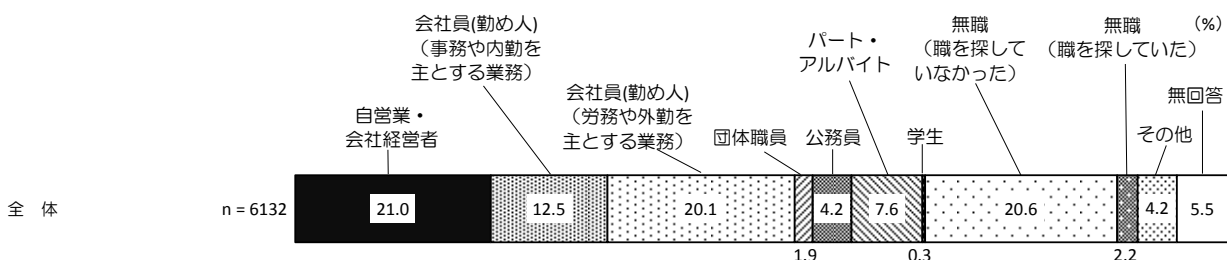 会社員(勤め人)
（事務や内勤を
主とする業務）
会社員(勤め人)
（労務や外勤を
主とする業務）
自営業・
会社経営者
団体職員
公務員
パート・
アルバイト
学生
無職
（職を探して
いなかった）
無職
（職を探していた）
その他
無回答
(%)
全　体
n = 6132
21.0
12.5
20.1
1.9
4.2
7.6
0.3
20.6
2.2
4.2
5.5